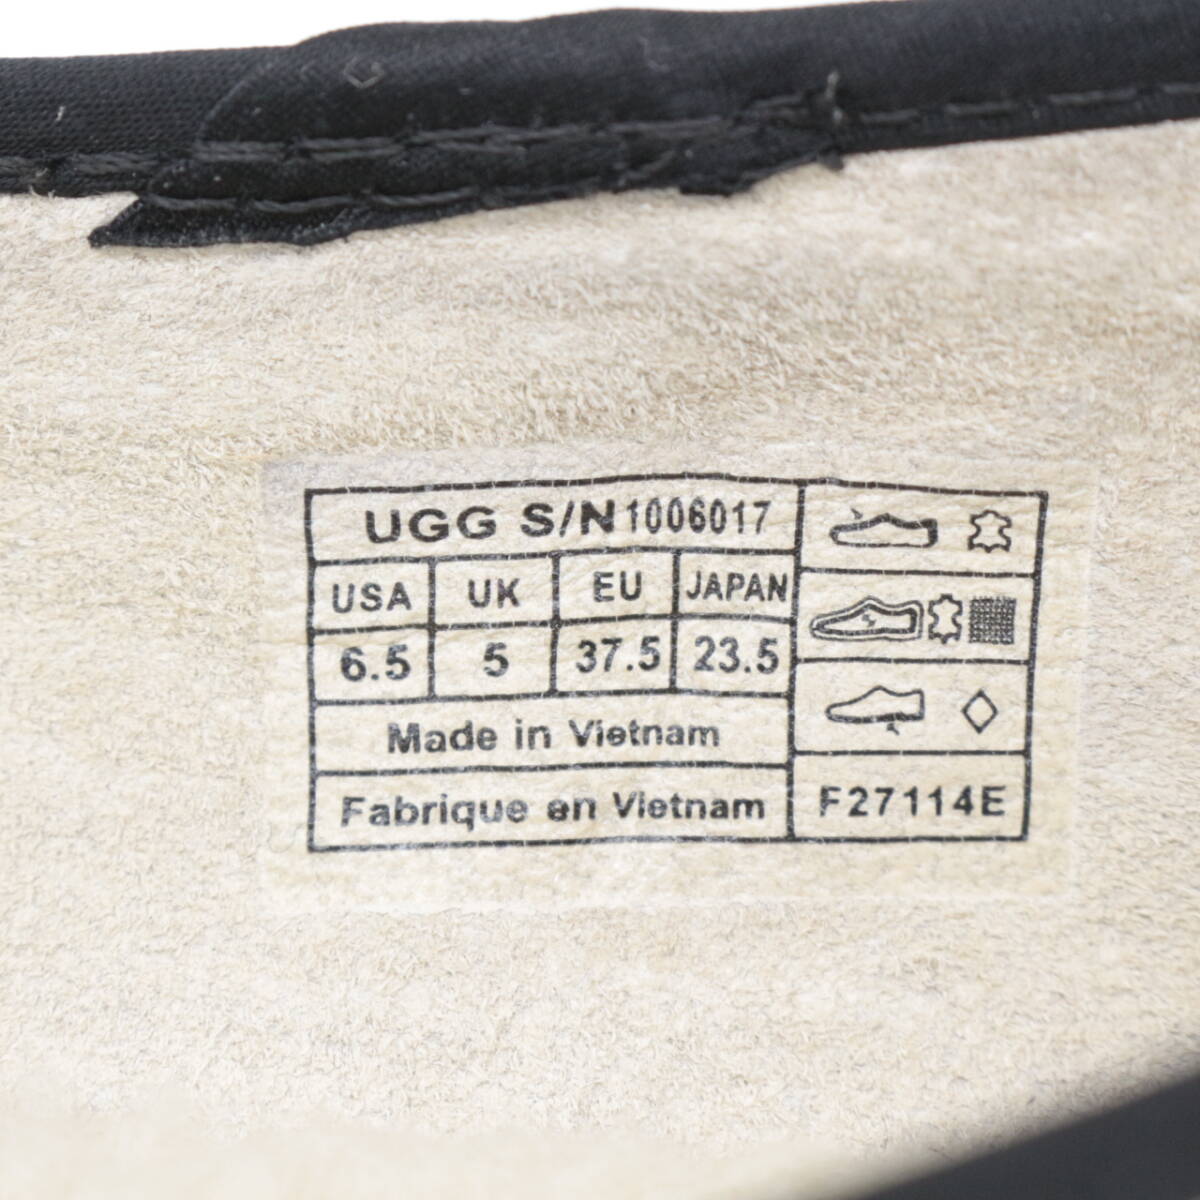 UGG S/N 1006017
USA UK EU JAPAN
6.5 5 37.5 23.5
Made in Vietnam
Fabrique en Vietnam
F27114E